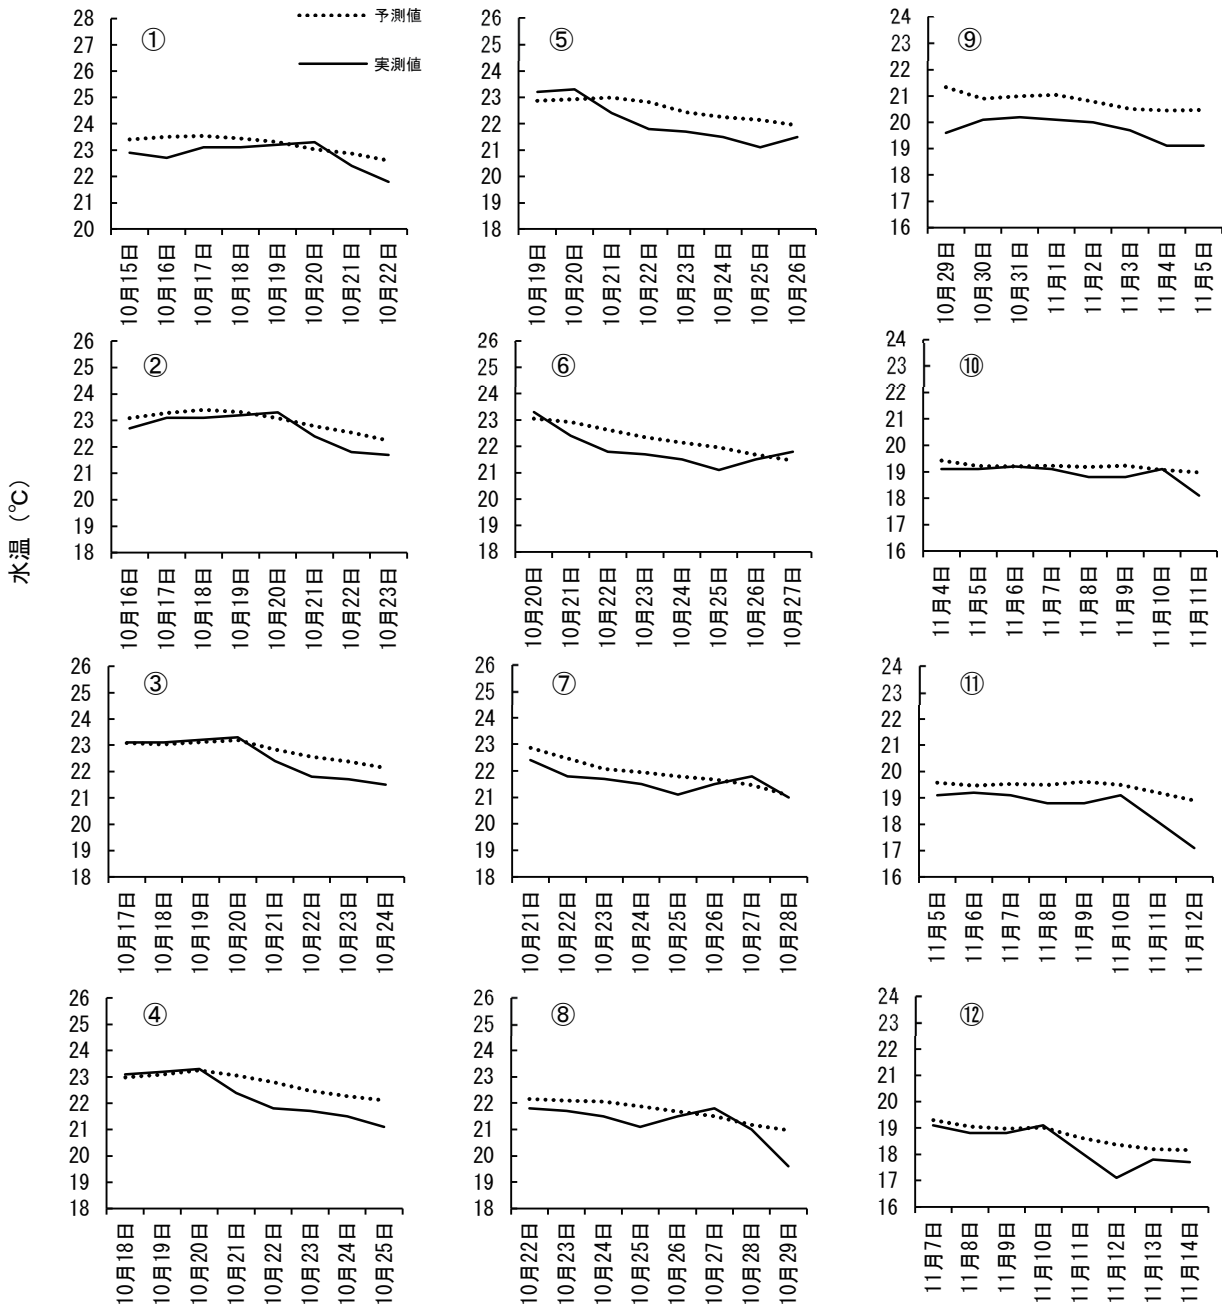 水温（℃）
①
予測値
実測値
28
27
26
25
24
23
22
21
20
10月15日
10月16日
10月17日
10月18日
10月19日
10月20日
10月21日
10月22日
②
26
25
24
23
22
21
20
19
18
10月16日
10月17日
10月18日
10月19日
10月20日
10月21日
10月22日
10月23日
③
26
25
24
23
22
21
20
19
18
10月17日
10月18日
10月19日
10月20日
10月21日
10月22日
10月23日
10月24日
④
26
25
24
23
22
21
20
19
18
10月18日
10月19日
10月20日
10月21日
10月22日
10月23日
10月24日
10月25日
⑤
26
25
24
23
22
21
20
19
18
10月19日
10月20日
10月21日
10月22日
10月23日
10月24日
10月25日
10月26日
⑥
26
25
24
23
22
21
20
19
18
10月20日
10月21日
10月22日
10月23日
10月24日
10月25日
10月26日
10月27日
⑦
26
25
24
23
22
21
20
19
18
10月21日
10月22日
10月23日
10月24日
10月25日
10月26日
10月27日
10月28日
⑧
26
25
24
23
22
21
20
19
18
10月22日
10月23日
10月24日
10月25日
10月26日
10月27日
10月28日
10月29日
⑨
24
23
22
21
20
19
18
17
16
10月29日
10月30日
10月31日
11月1日
11月2日
11月3日
11月4日
11月5日
⑩
24
23
22
21
20
19
18
17
16
11月4日
11月5日
11月6日
11月7日
11月8日
11月9日
11月10日
11月11日
⑪
24
23
22
21
20
19
18
17
16
11月5日
11月6日
11月7日
11月8日
11月9日
11月10日
11月11日
11月12日
⑫
24
23
22
21
20
19
18
17
16
11月7日
11月8日
11月9日
11月10日
11月11日
11月12日
11月13日
11月14日